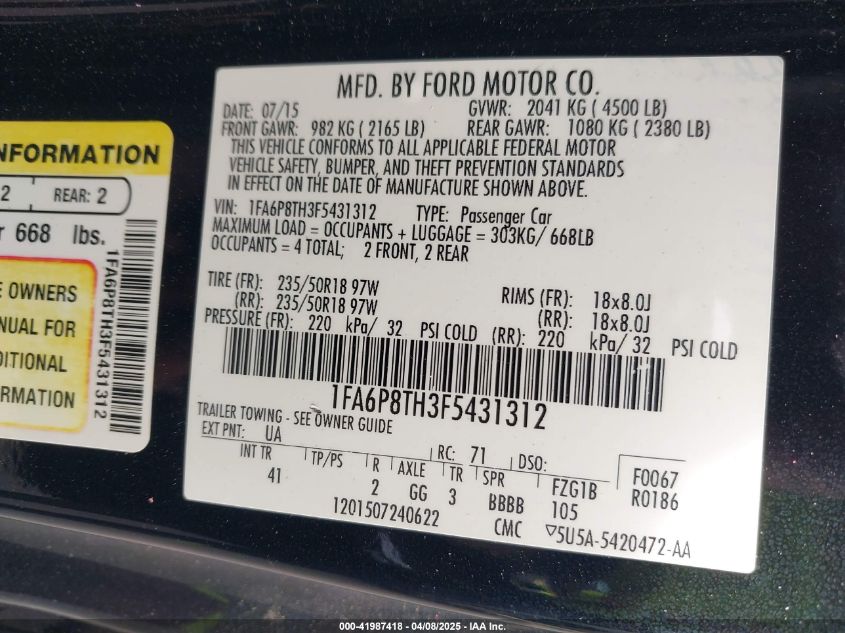 MFD. BY FORD MOTOR CO.
DATE: 07/15 GVWR: 2041 KG ( 4500 LB)
FRONT GAWR: 982 KG ( 2165 LB) REAR GAWR: 1080 KG ( 2380 LB)
THIS VEHICLE CONFORMS TO ALL APPLICABLE FEDERAL MOTOR
VEHICLE SAFETY, BUMPER, AND THEFT PREVENTION STANDARDS
IN EFFECT ON THE DATE OF MANUFACTURE SHOWN ABOVE.
VIN: 1FA6P8TH3F5431312 TYPE: Passenger Car
MAXIMUM LOAD = OCCUPANTS + LUGGAGE = 303KG/ 668LB
OCCUPANTS = 4 TOTAL; 2 FRONT, 2 REAR
TIRE (FR): 235/50R18 97W RIMS (FR): 18x8.0J
(RR): 235/50R18 97W (RR): 18x8.0J
PRESSURE (FR): 220 kPa/ 32 PSI COLD (RR): 220 kPa/ 32 PSI COLD
1FA6P8TH3F5431312
TRAILER TOWING - SEE OWNER GUIDE
EXT PNT: UA RC: 71 DSO: F0067
INT TR TP/PS R AXLE TR SPR FZG1B R0186
41 2 GG 3 BBBB 105
1201507240622 CMC 5U5A-5420472-AA
NFORMATION
2 REAR: 2
r 668 lbs.
E OWNERS
NUAL FOR
DITIONAL
RMATION
1FA6P8TH3F5431312
000-41987418 - 04/08/2025 - IAA Inc.